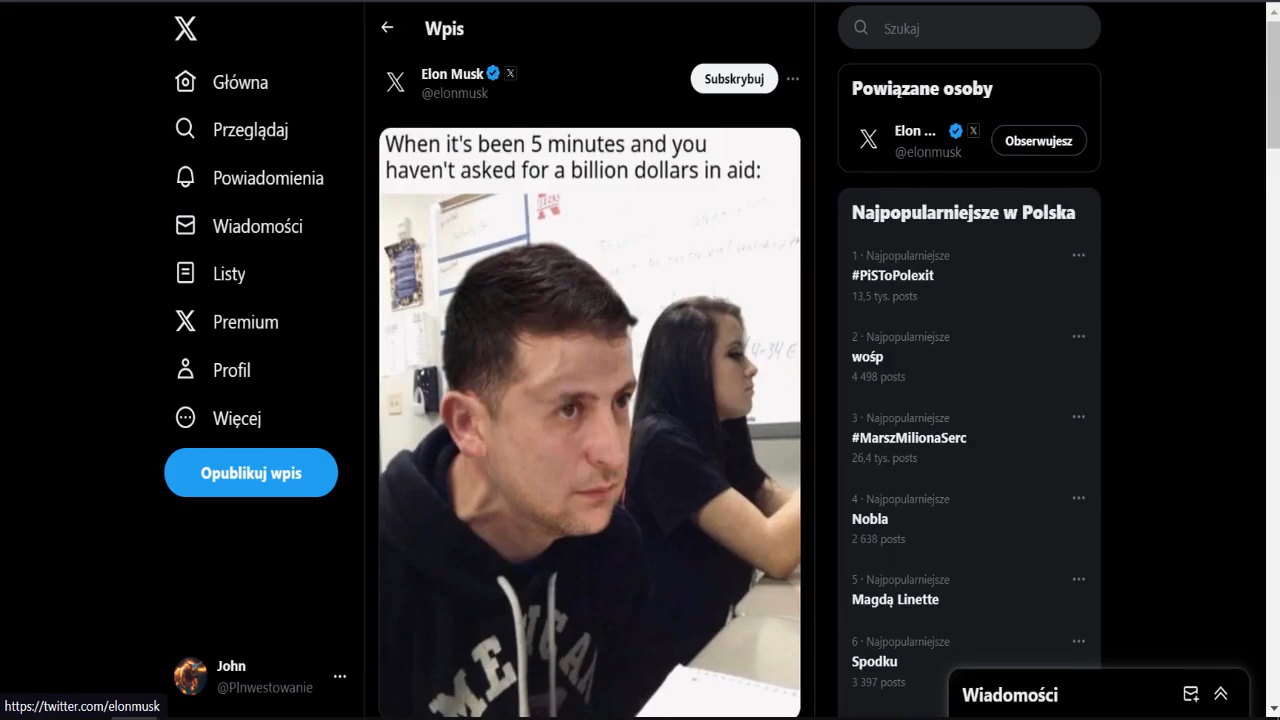 Główna
Przeglądaj
Powiadomienia
Wiadomości
Listy
Premium
Profil
Więcej
Opublikuj wpis
John
@PInwestowanie
https://twitter.com/elonmusk
Wpis
Elon Musk
@elonmusk
Subskrybuj
When it's been 5 minutes and you
haven't asked for a billion dollars in aid:
Szukaj
Powiązane osoby
Elon ...
@elonmusk
Obserwujesz
Najpopularniejsze w Polska
1 · Najpopularniejsze
#PiSToPolexit
13,5 tys. posts
2 · Najpopularniejsze
wośp
4 498 posts
3 · Najpopularniejsze
#MarszMilionaSerc
26,4 tys. posts
4 · Najpopularniejsze
Nobla
2 638 posts
5 · Najpopularniejsze
Magdą Linette
6 · Najpopularniejsze
Spodku
3 397 posts
Wiadomości